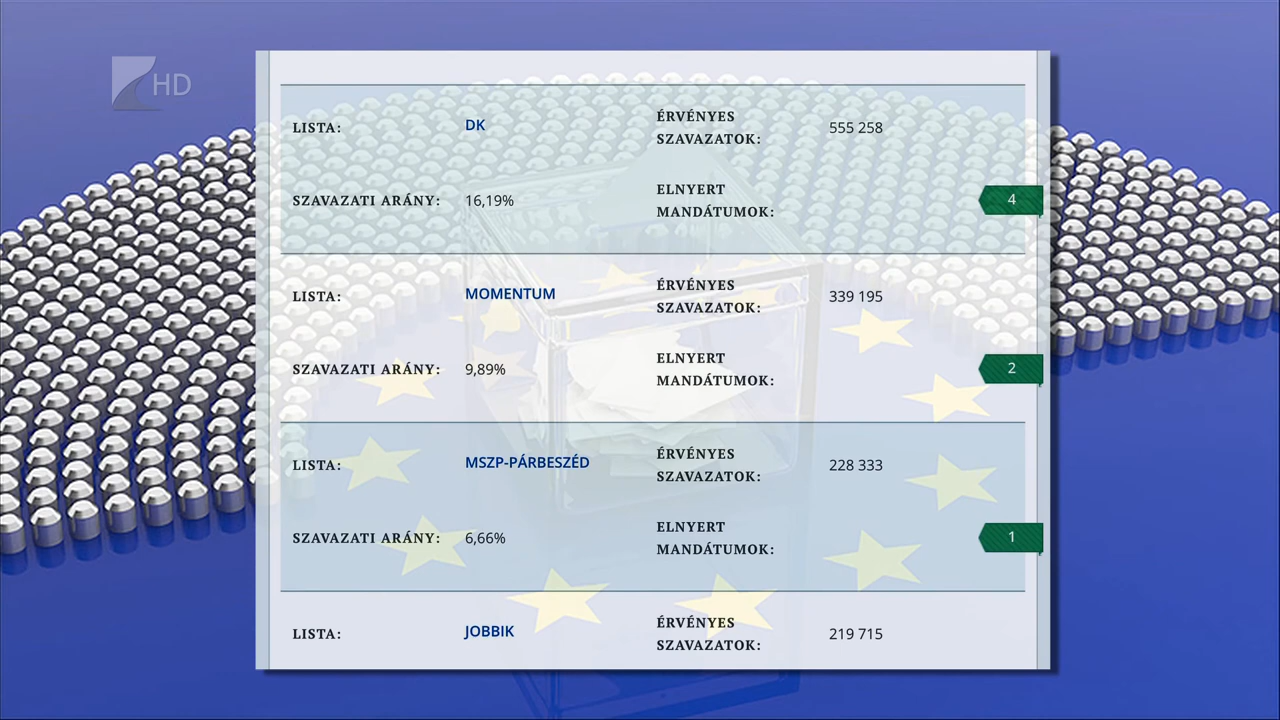 HD
LISTA: DK ÉRVÉNYES SZAVAZATOK: 555 258
SZAVAZATI ARÁNY: 16,19% ELNYERT MANDÁTUMOK: 4
LISTA: MOMENTUM ÉRVÉNYES SZAVAZATOK: 339 195
SZAVAZATI ARÁNY: 9,89% ELNYERT MANDÁTUMOK: 2
LISTA: MSZP-PÁRBESZÉD ÉRVÉNYES SZAVAZATOK: 228 333
SZAVAZATI ARÁNY: 6,66% ELNYERT MANDÁTUMOK: 1
LISTA: JOBBIK ÉRVÉNYES SZAVAZATOK: 219 715